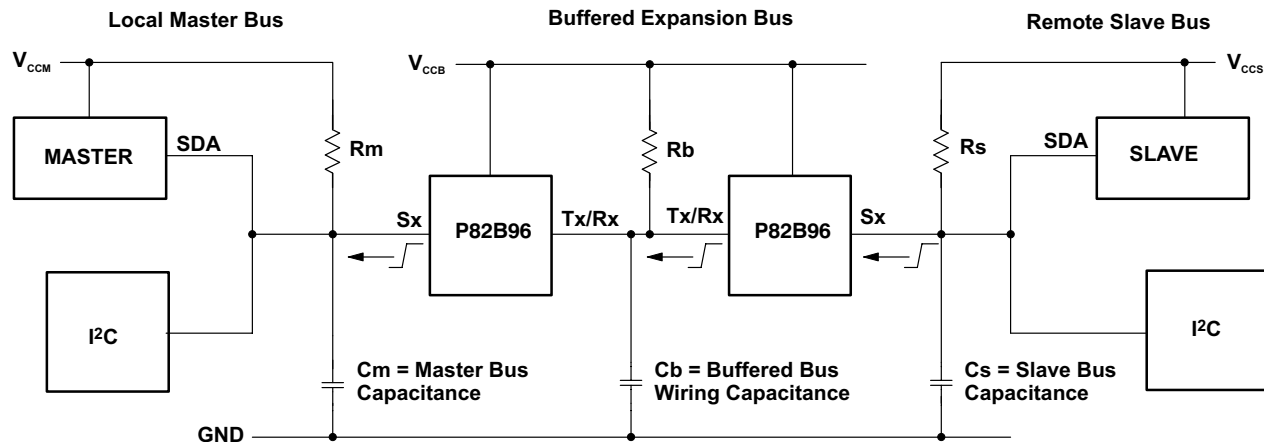 Local Master Bus
Buffered Expansion Bus
Remote Slave Bus
VCCM
VCCB
VCCS
MASTER
SDA
Rm
Rb
Rs
SDA
SLAVE
Sx
P82B96
Tx/Rx
Tx/Rx
P82B96
Sx
I²C
I²C
Cm = Master Bus
Capacitance
Cb = Buffered Bus
Wiring Capacitance
Cs = Slave Bus
Capacitance
GND